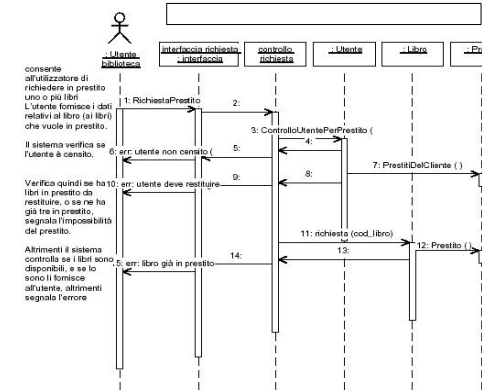 : Utente
biblioteca
interfaccia richiesta
: interfaccia
controllo
richiesta
: Utente
: Libro
: Pr
consente
all'utilizzatore di
richiedere in prestito
uno o più libri
L'utente fornisce i dati
relativi al libro (ai libri)
che vuole in prestito.
Il sistema verifica se
l'utente è censito,
Verifica quindi se ha
libri in prestito da
restituire, o se ne ha
già tre in prestito,
segnala l'impossibilità
del prestito.
Altrimenti il sistema
controlla se i libri sono
disponibili, e se lo
sono li fornisce
all'utente, altrimenti
segnala l'errore
1: RichiestaPrestito
2:
3: ControlloUtentePerPrestito (
4:
5:
6: err: utente non censito (
7: PrestitiDelCliente ( )
8:
9:
10: err: utente deve restituire
11: richiesta (cod_libro)
12: Prestito ( )
13:
14:
5: err: libro già in prestito